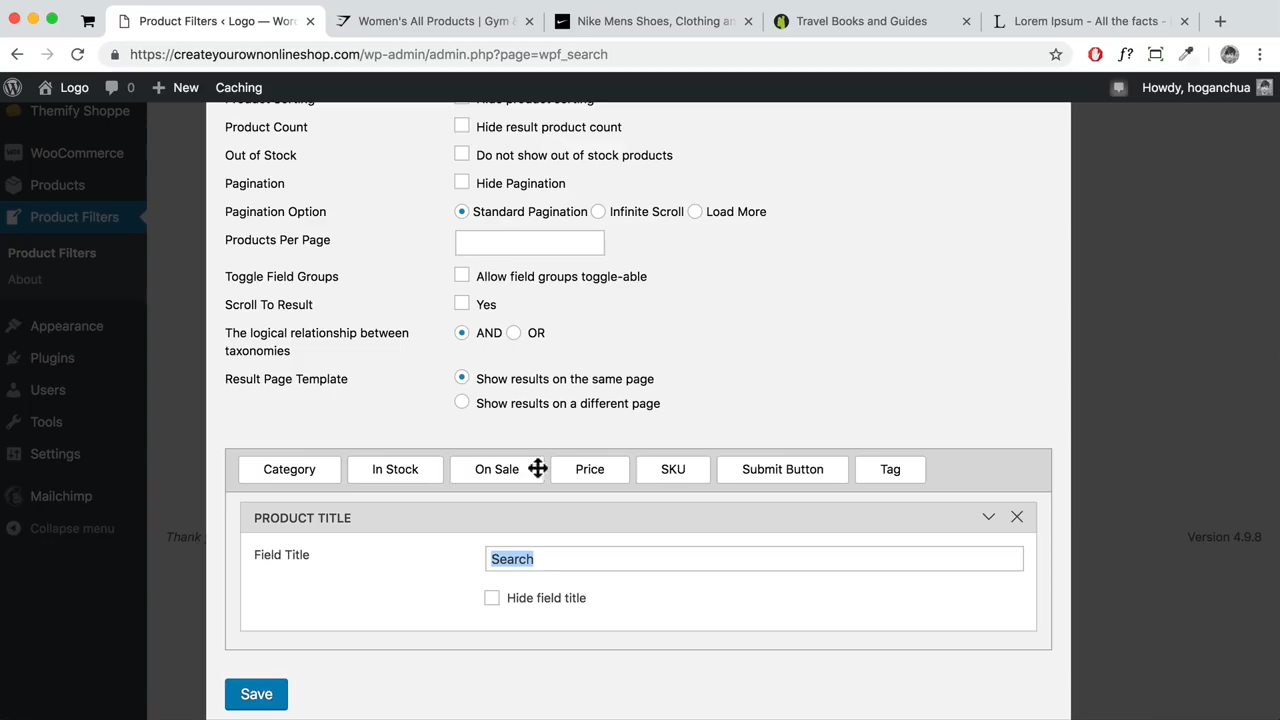 Product Filters ‹ Logo — Wor
Women's All Products | Gym &
Nike Mens Shoes, Clothing an
Travel Books and Guides
Lorem Ipsum - All the facts -
https://createyourownonlineshop.com/wp-admin/admin.php?page=wpf_search
Logo
0
New
Caching
Howdy, hoganchua
Themify Shoppe
WooCommerce
Products
Product Filters
Product Filters
About
Appearance
Plugins
Users
Tools
Settings
Mailchimp
Collapse menu
Product Sorting
Hide product sorting
Product Count
Hide result product count
Out of Stock
Do not show out of stock products
Pagination
Hide Pagination
Pagination Option
Standard Pagination
Infinite Scroll
Load More
Products Per Page
Toggle Field Groups
Allow field groups toggle-able
Scroll To Result
Yes
The logical relationship between
taxonomies
AND
OR
Result Page Template
Show results on the same page
Show results on a different page
Category
In Stock
On Sale
Price
SKU
Submit Button
Tag
PRODUCT TITLE
Field Title
Search
Hide field title
Thank
Version 4.9.8
Save